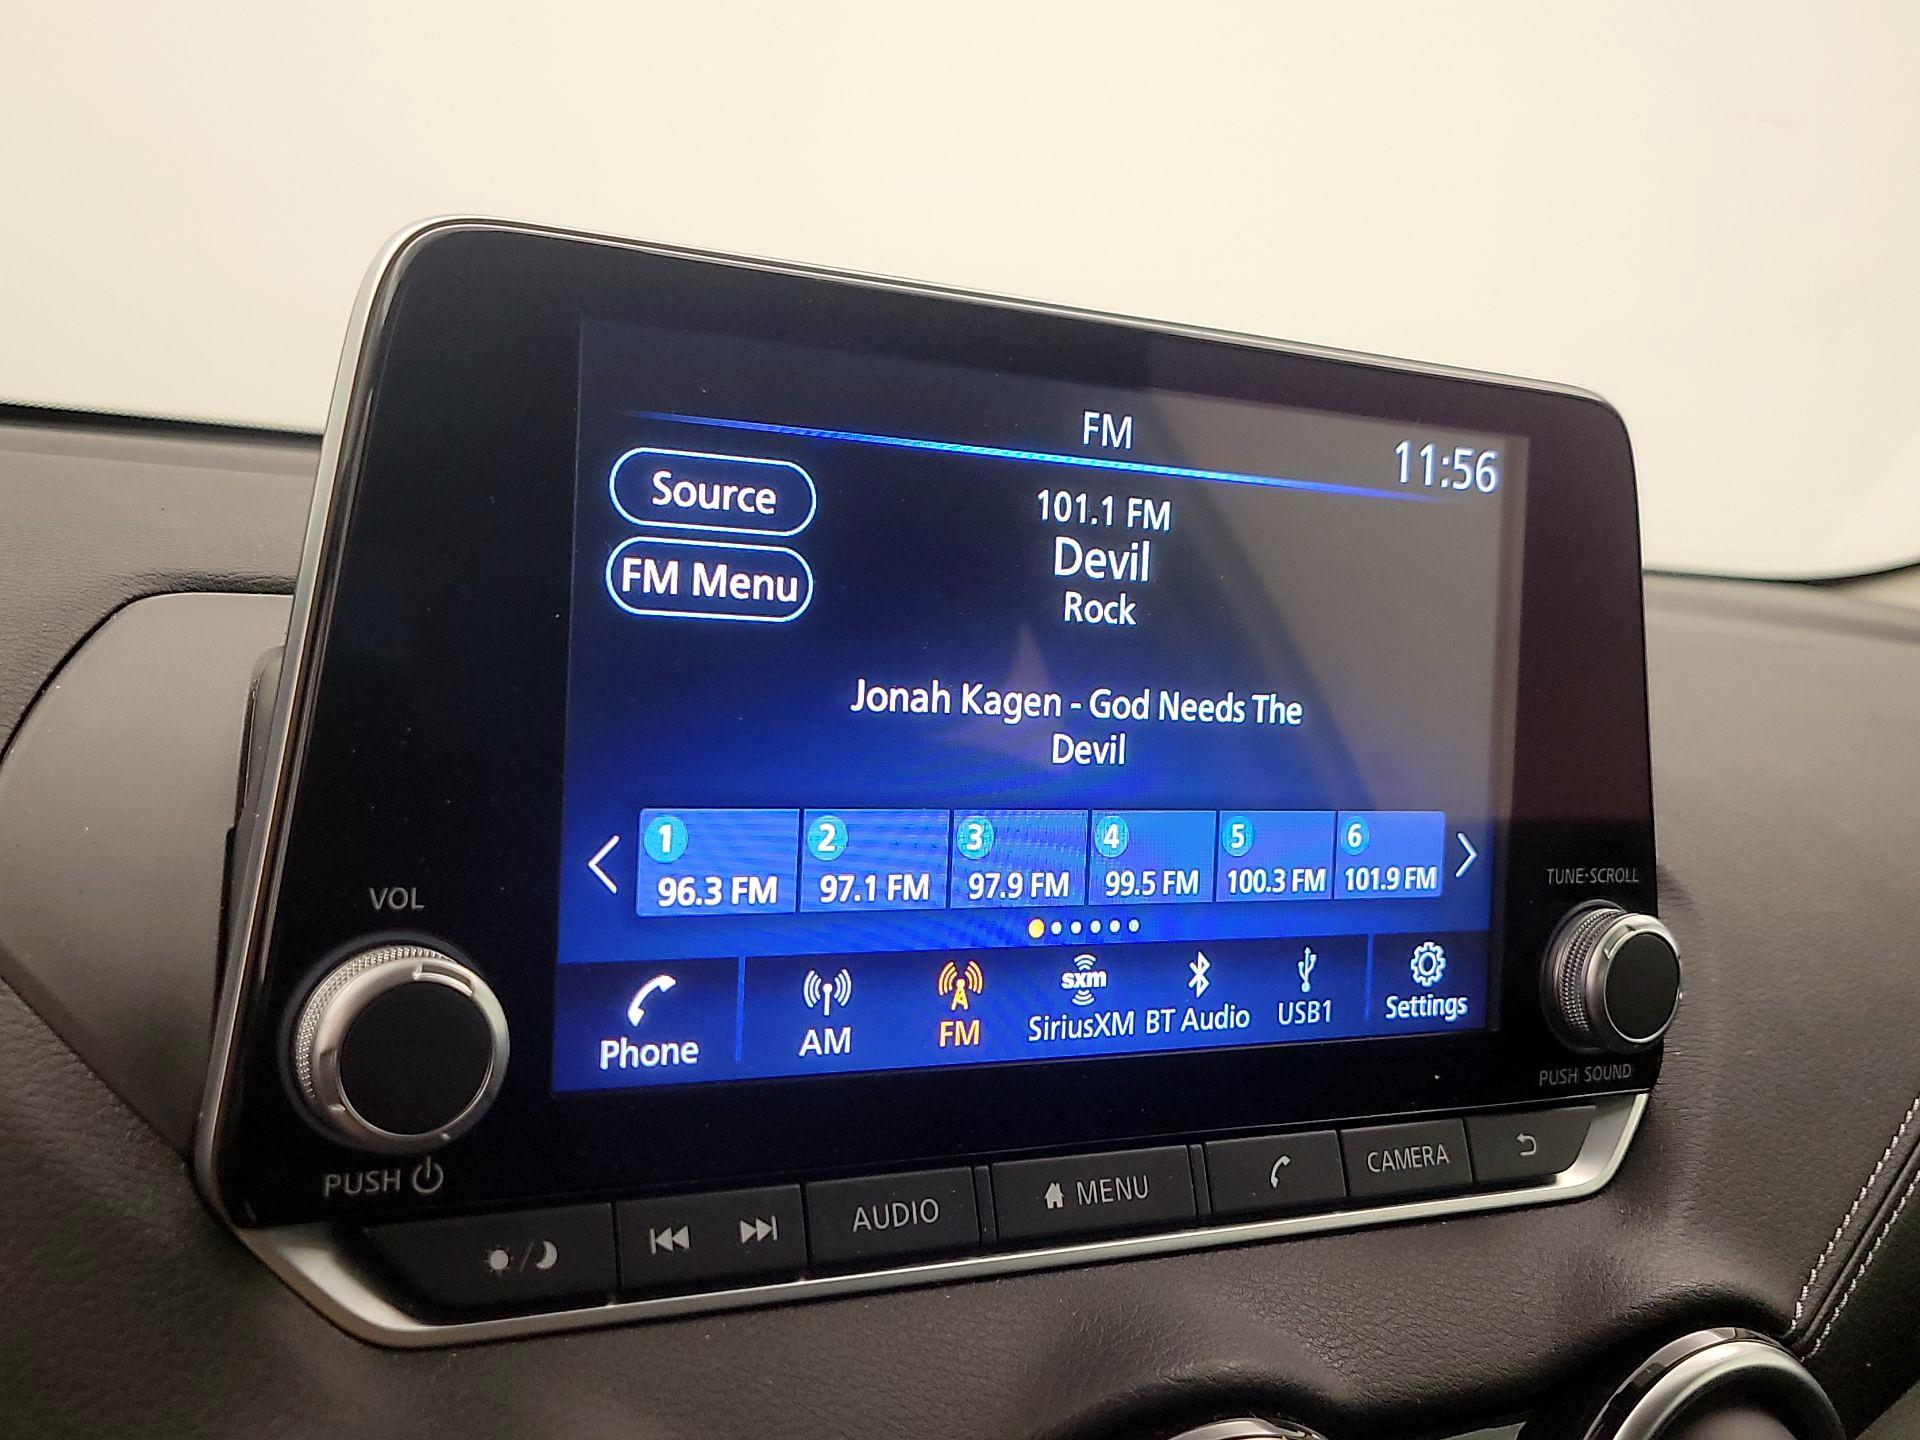 FM
11:56
Source
101.1 FM
Devil
FM Menu
Rock
Jonah Kagen - God Needs The
Devil
1 2 3 4 5 6
96.3 FM 97.1 FM 97.9 FM 99.5 FM 100.3 FM 101.9 FM
sxm
Phone AM FM SiriusXM BT Audio USB1 Settings
VOL
PUSH
TUNE·SCROLL
PUSH SOUND
AUDIO MENU CAMERA